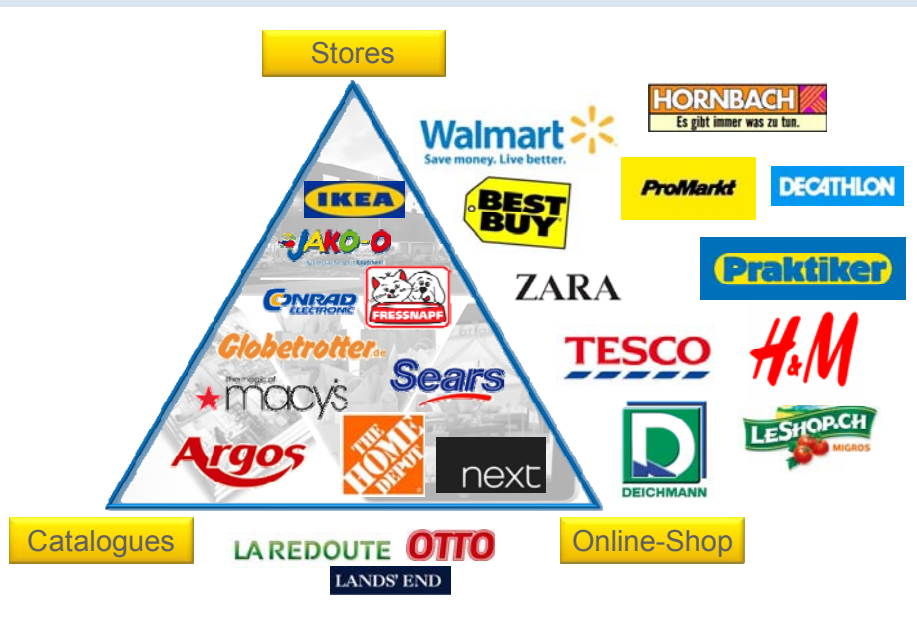 Stores
HORNBACH
Es gibt immer was zu tun.
Walmart
Save money. Live better.
ProMarkt
DECATHLON
IKEA
BEST
BUY
JAKO-O
Praktiker
ZARA
CONRAD
ELECTRONIC
FRESSNAPF
Globetrotter.de
TESCO
H&M
Sears
the magic of
macy's
LeShop.ch
MIGROS
Argos
THE
HOME
DEPOT
next
DEICHMANN
Catalogues
LA REDOUTE
OTTO
Online-Shop
LANDS' END